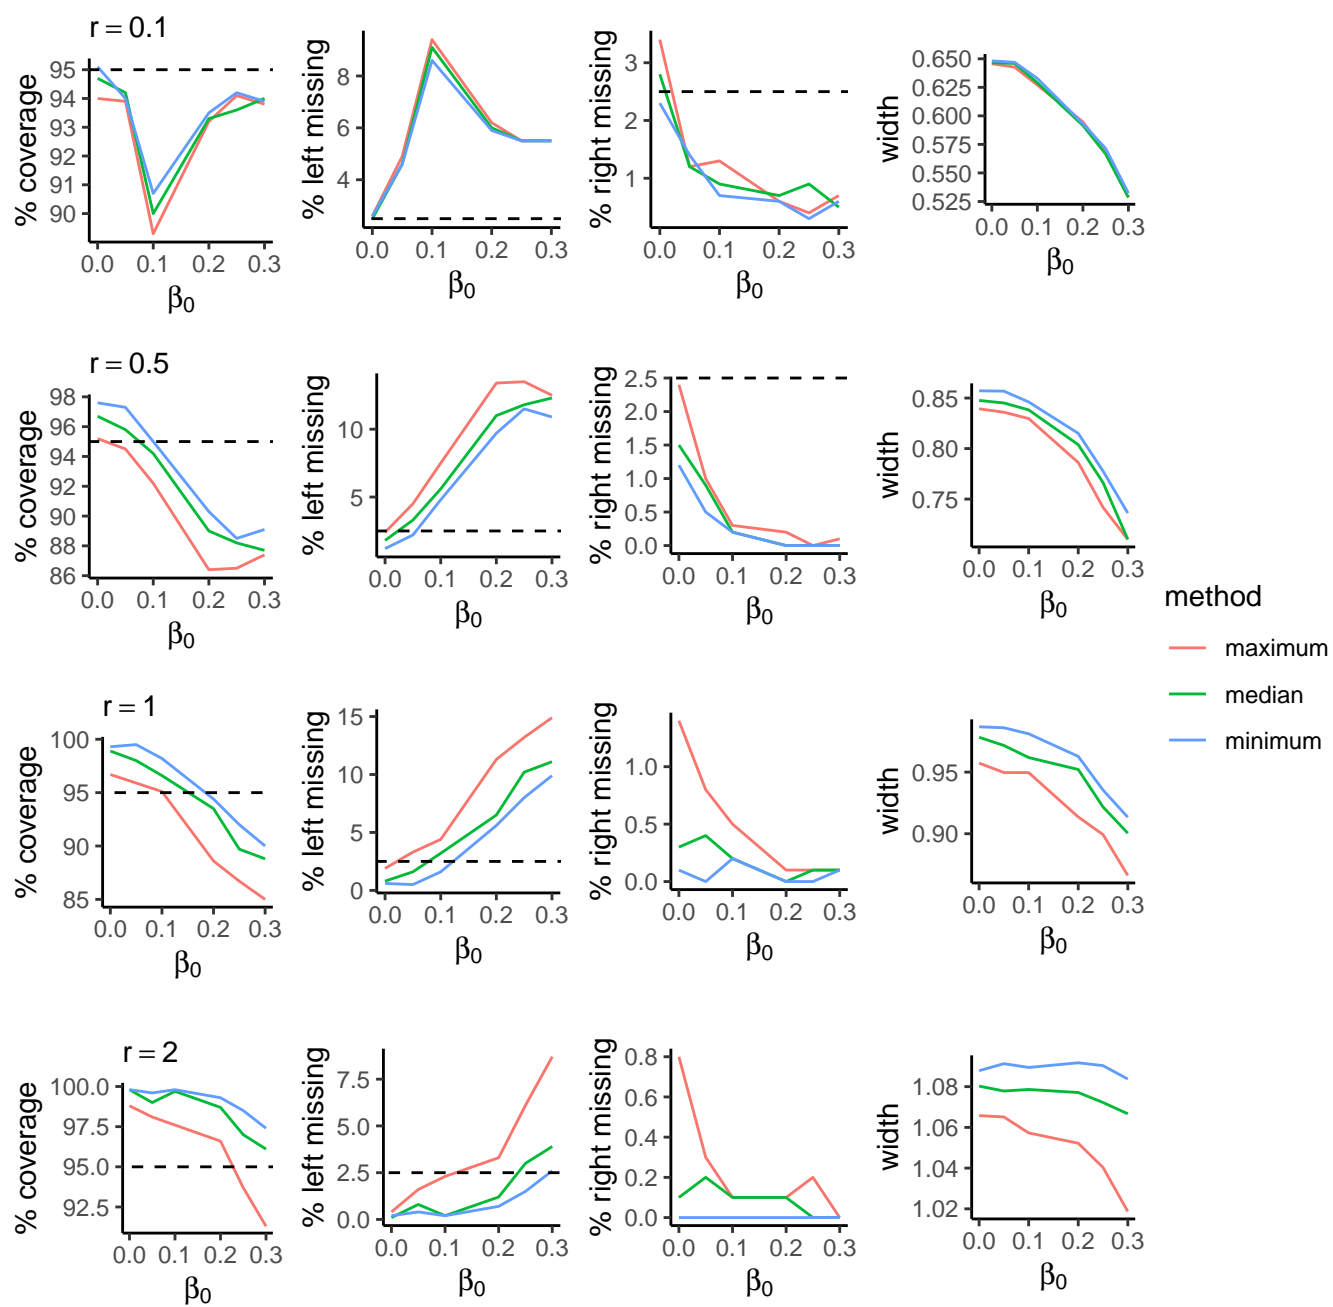 r = 0.1
% coverage
95
94
93
92
91
90
0.0 0.1 0.2 0.3
β0
% left missing
8
6
4
0.0 0.1 0.2 0.3
β0
% right missing
3
2
1
0.0 0.1 0.2 0.3
β0
width
0.650
0.625
0.600
0.575
0.550
0.525
0.0 0.1 0.2 0.3
β0
r = 0.5
% coverage
98
96
94
92
90
88
86
0.0 0.1 0.2 0.3
β0
% left missing
10
5
0.0 0.1 0.2 0.3
β0
% right missing
2.5
2.0
1.5
1.0
0.5
0.0
0.0 0.1 0.2 0.3
β0
width
0.85
0.80
0.75
0.0 0.1 0.2 0.3
β0
method
maximum
median
minimum
r = 1
% coverage
100
95
90
85
0.0 0.1 0.2 0.3
β0
% left missing
15
10
5
0
0.0 0.1 0.2 0.3
β0
% right missing
1.0
0.5
0.0
0.0 0.1 0.2 0.3
β0
width
0.95
0.90
0.0 0.1 0.2 0.3
β0
r = 2
% coverage
100.0
97.5
95.0
92.5
0.0 0.1 0.2 0.3
β0
% left missing
7.5
5.0
2.5
0.0
0.0 0.1 0.2 0.3
β0
% right missing
0.8
0.6
0.4
0.2
0.0
0.0 0.1 0.2 0.3
β0
width
1.08
1.06
1.04
1.02
0.0 0.1 0.2 0.3
β0